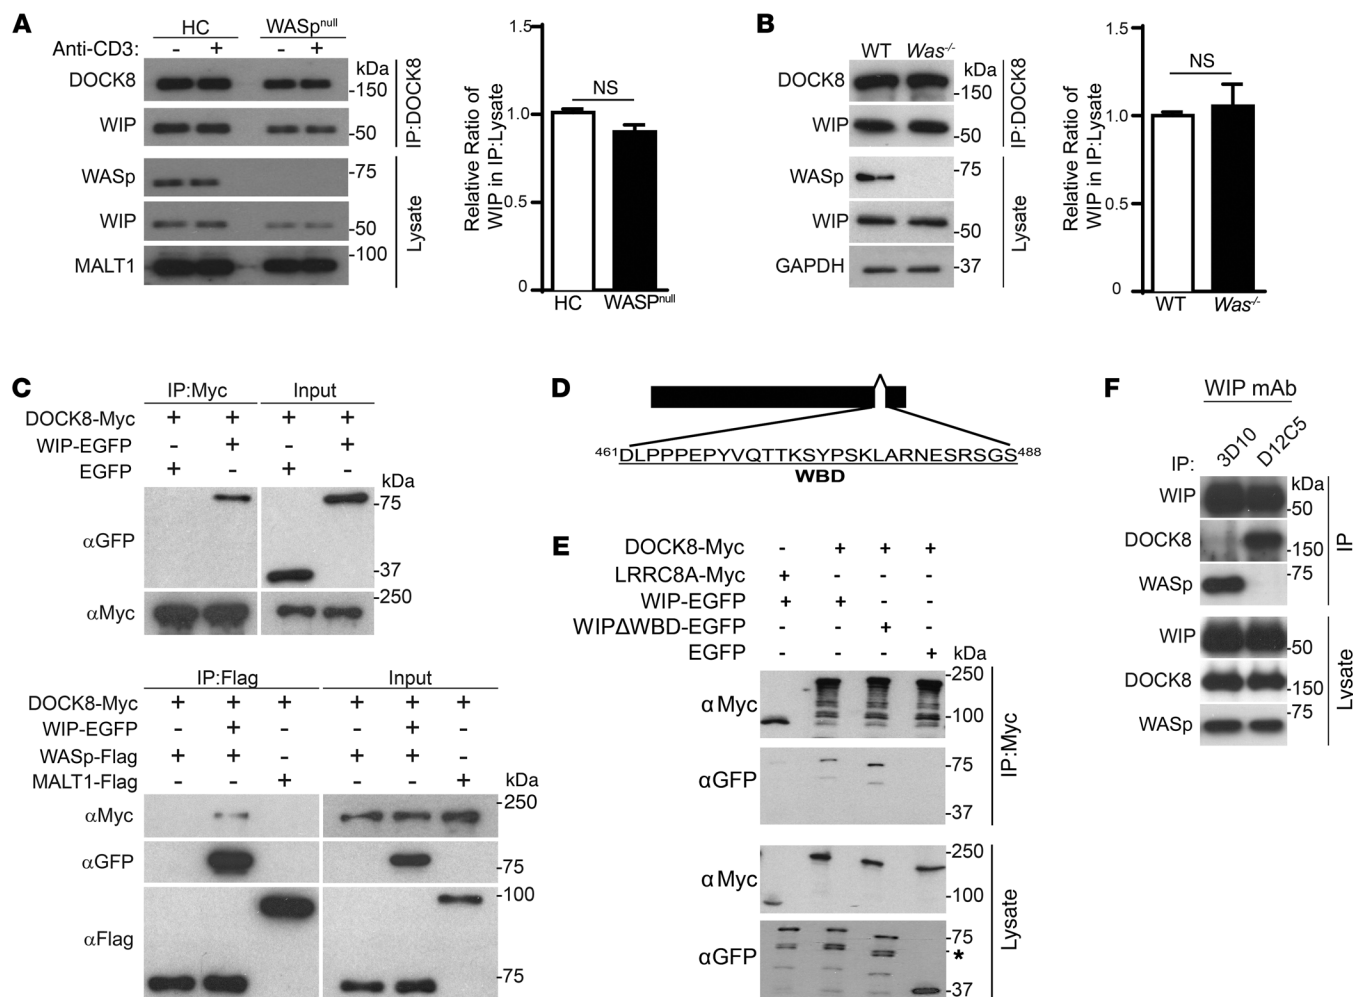 A
HC WASpnull
Anti-CD3: - + - +
kDa
DOCK8
-150
WIP
-50
IP:DOCK8
WASp
-75
WIP
-50
MALT1
-100
Lysate
Relative Ratio of
WIP in IP:Lysate
1.5
1.0
0.5
0
NS
HC WASPnull
B
WT Was-/-
kDa
DOCK8
-150
WIP
-50
IP:DOCK8
WASp
-75
WIP
-50
GAPDH
-37
Lysate
Relative Ratio of
WIP in IP:Lysate
1.5
1.0
0.5
0
NS
WT Was-/-
C
IP:Myc Input
DOCK8-Myc + + + +
WIP-EGFP - + - +
EGFP + - + -
kDa
-75
αGFP
-37
-250
αMyc
IP:Flag Input
DOCK8-Myc + + + + + +
WIP-EGFP - + - - + -
WASp-Flag + + - + + -
MALT1-Flag - - + - - +
kDa
-250
αMyc
αGFP
-75
-100
αFlag
-75
D
461DLPPPEPYVQTTKSYPSKLARNESRSGS488
WBD
E
DOCK8-Myc - + + +
LRRC8A-Myc + - - -
WIP-EGFP + + - -
WIPΔWBD-EGFP - - + -
EGFP - - - +
kDa
-250
αMyc
-100
-75
αGFP
-37
IP:Myc
-250
αMyc
-100
-75
*
αGFP
-37
Lysate
F
WIP mAb
IP: 3D10 D12C5
kDa
WIP
-50
DOCK8
-150
WASp
-75
IP
WIP
-50
DOCK8
-150
-75
WASp
Lysate